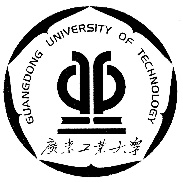 GUANGDONG UNIVERSITY OF TECHNOLOGY
廣東工業大學